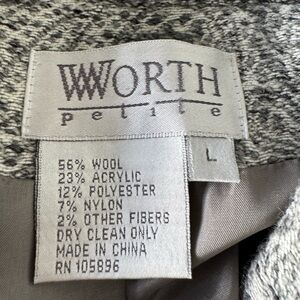 WORTH
petite
L
56% WOOL
23% ACRYLIC
12% POLYESTER
7% NYLON
2% OTHER FIBERS
DRY CLEAN ONLY
MADE IN CHINA
RN 105896